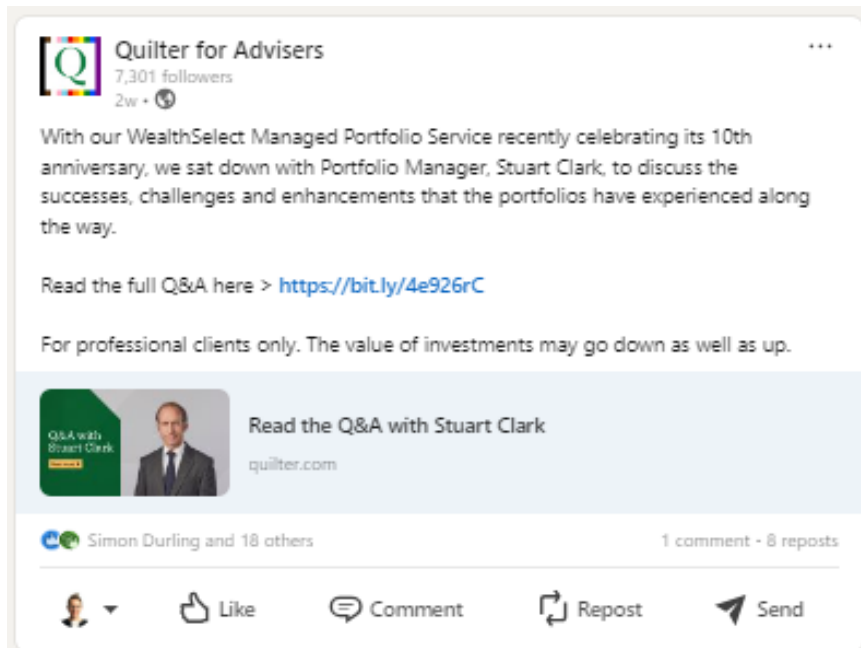 Q
Quilter for Advisers
7,301 followers
2w •
With our WealthSelect Managed Portfolio Service recently celebrating its 10th
anniversary, we sat down with Portfolio Manager, Stuart Clark, to discuss the
successes, challenges and enhancements that the portfolios have experienced along
the way.
Read the full Q&A here > https://bit.ly/4e926rC
For professional clients only. The value of investments may go down as well as up.
Q&A with
Stuart Clark
Read the Q&A with Stuart Clark
quilter.com
Simon Durling and 18 others
1 comment • 8 reposts
Like
Comment
Repost
Send